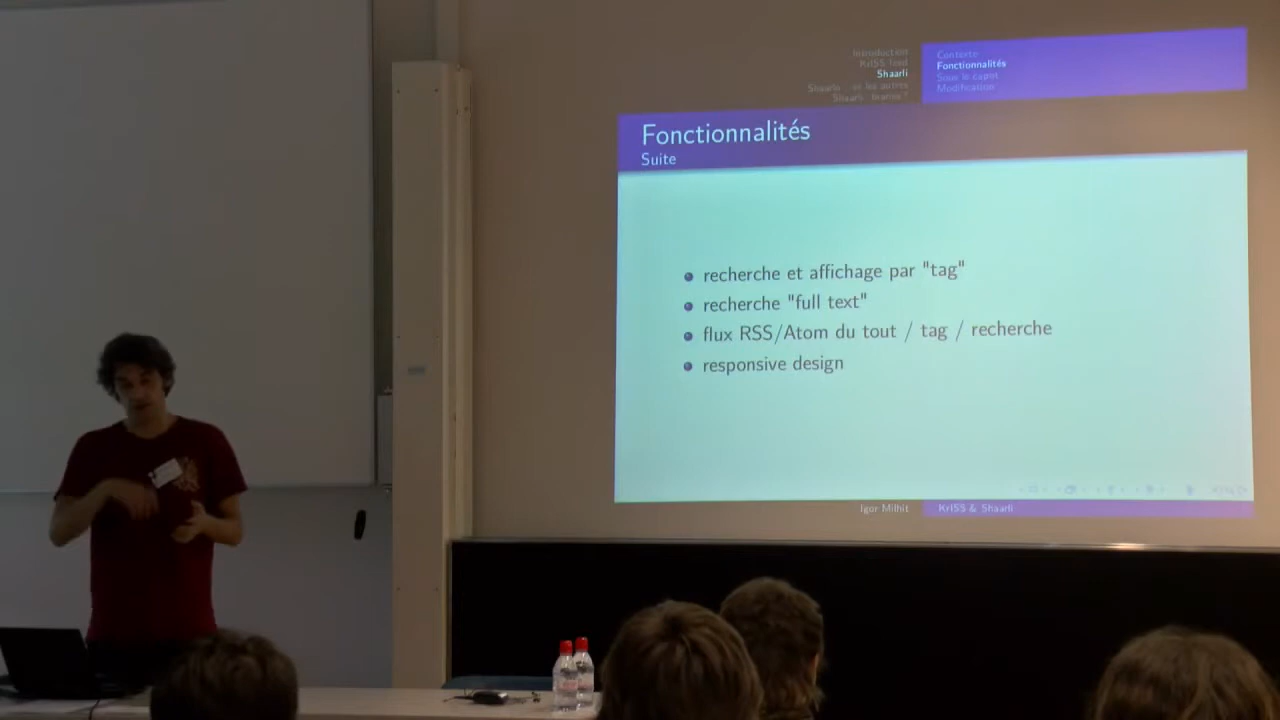 Introduction
KrISS feed
Shaarli
Contexte
Fonctionnalités
Sous le capot
Modification
Fonctionnalités
Suite
recherche et affichage par "tag"
recherche "full text"
flux RSS/Atom du tout / tag / recherche
responsive design
Igor Milhit
KrISS & Shaarli